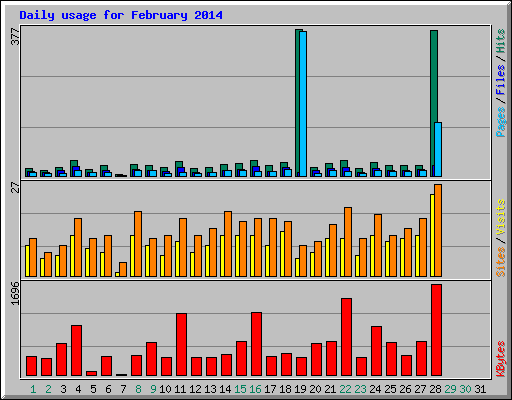 Daily usage for February 2014
377
Pages / Files / Hits
27
Sites / Visits
1696
KBytes
1 2 3 4 5 6 7 8 9 10 11 12 13 14 15 16 17 18 19 20 21 22 23 24 25 26 27 28 29 30 31